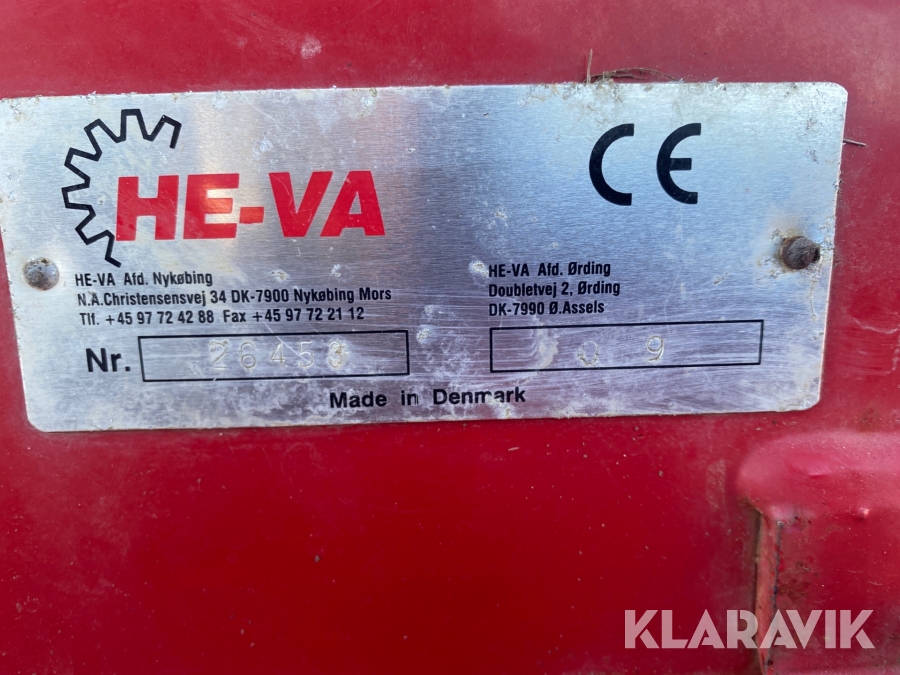 HE-VA
CE
HE-VA Afd. Nykøbing
N.A.Christensensvej 34 DK-7900 Nykøbing Mors
Tlf. +45 97 72 42 88 Fax +45 97 72 21 12
HE-VA Afd. Ørding
Doubletvej 2, Ørding
DK-7990 Ø.Assels
Nr.
0 9
Made in Denmark
KLARAVIK